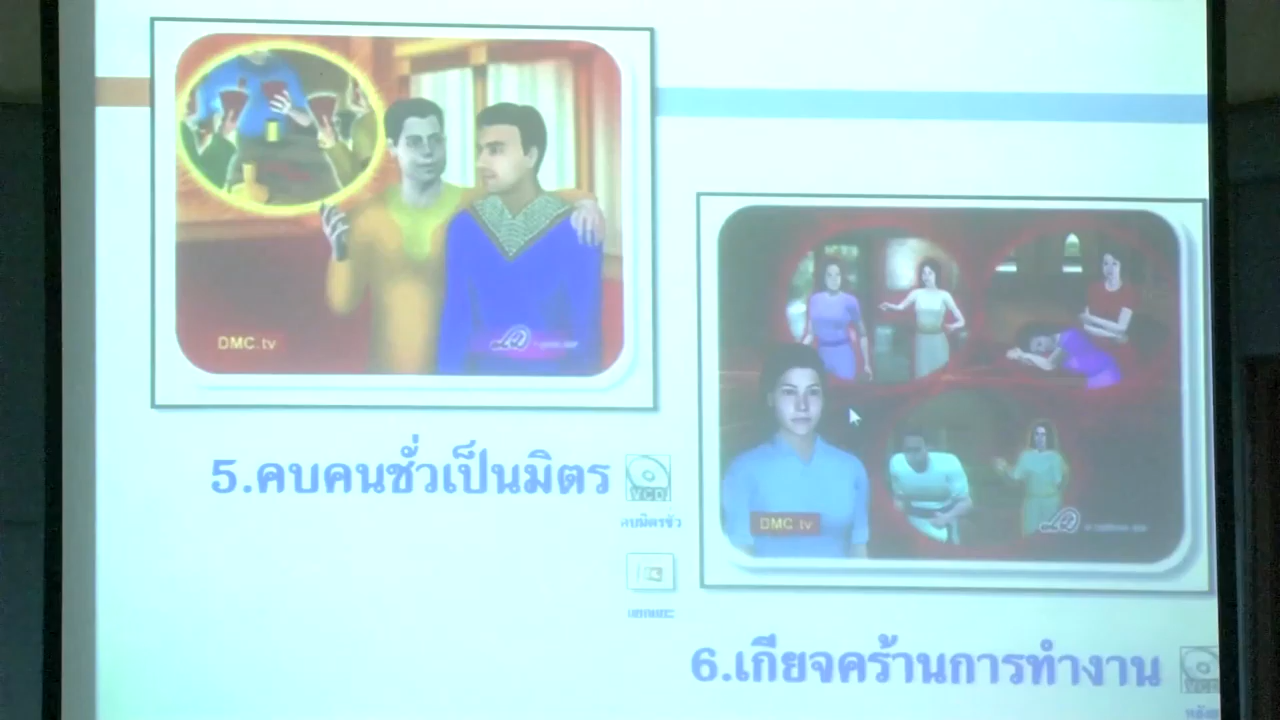 DMC.tv
5.คบคนชั่วเป็นมิตร
VCD
คบมิตรชั่ว
DMC.tv
6.เกียจคร้านการทำงาน
VCD